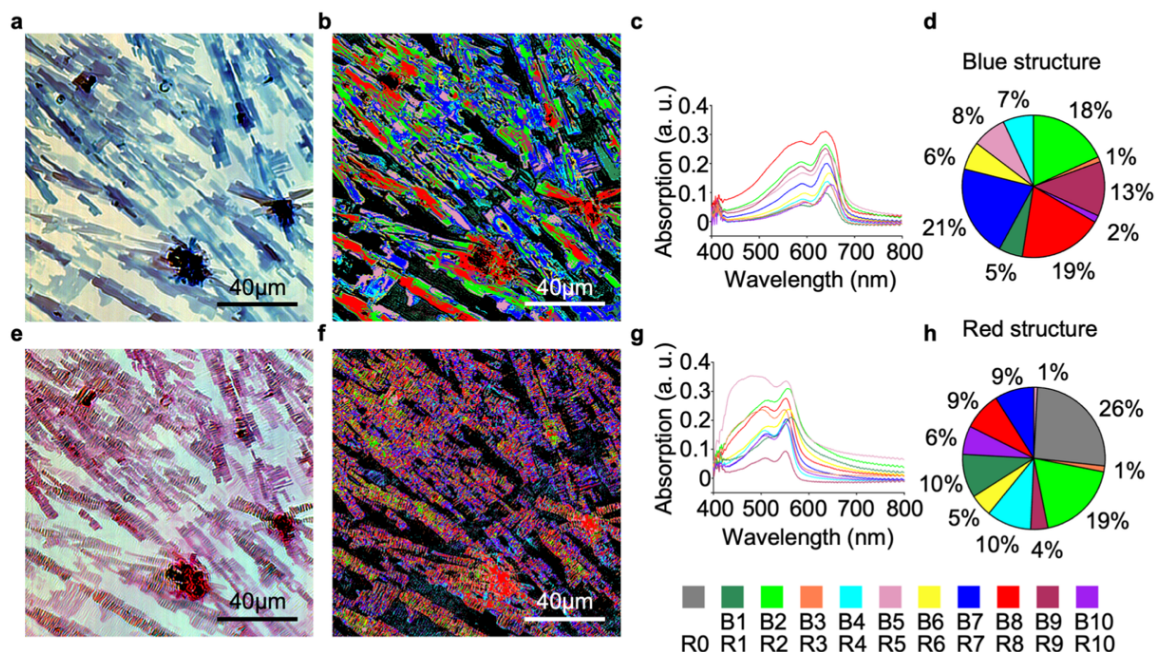 a
b
c
d
40μm
40μm
Absorption (a. u.)
0.4
0.3
0.2
0.1
0
400 500 600 700 800
Wavelength (nm)
Blue structure
7%
18%
8%
1%
6%
13%
21%
2%
5%
19%
e
f
g
h
40μm
40μm
Absorption (a. u.)
0.4
0.3
0.2
0.1
0
400 500 600 700 800
Wavelength (nm)
Red structure
9%
1%
9%
26%
6%
1%
10%
19%
5%
10%
4%
B1 B2 B3 B4 B5 B6 B7 B8 B9 B10
R0 R1 R2 R3 R4 R5 R6 R7 R8 R9 R10